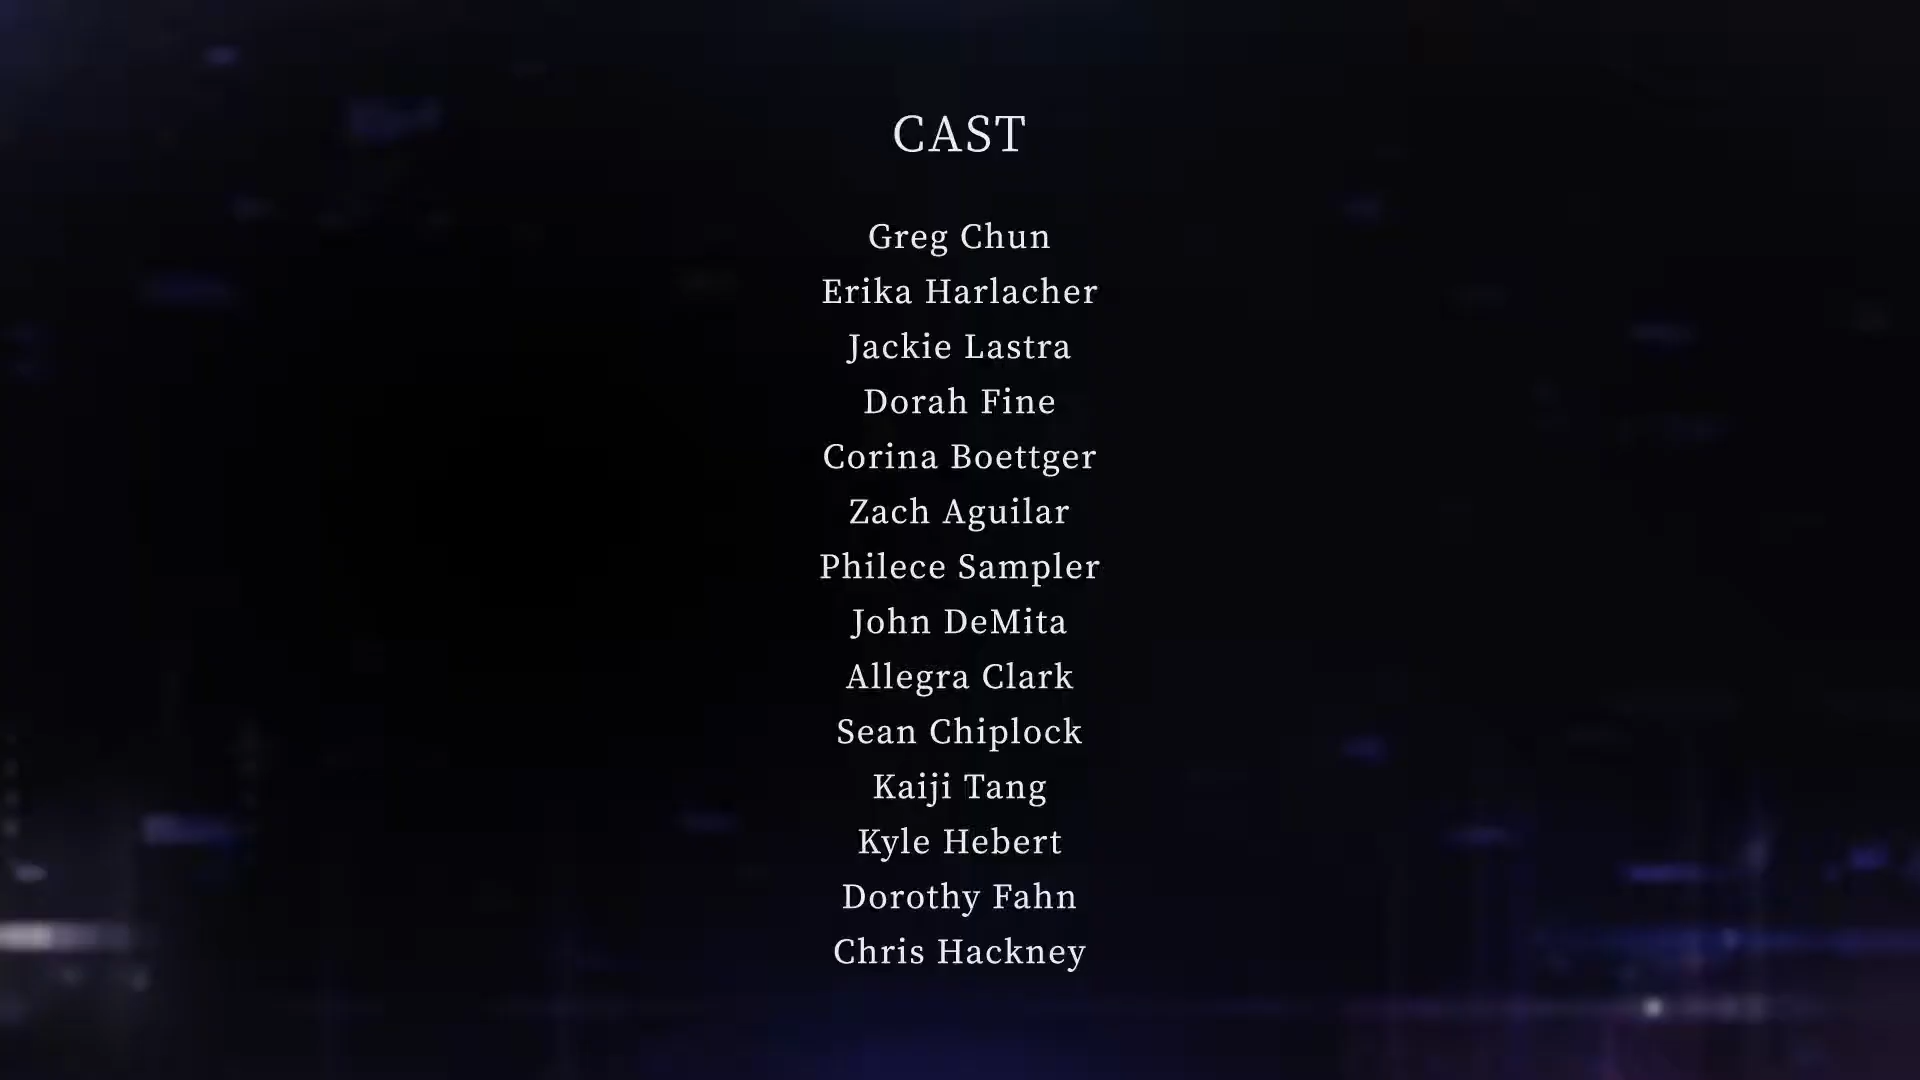 CAST
Greg Chun
Erika Harlacher
Jackie Lastra
Dorah Fine
Corina Boettger
Zach Aguilar
Philece Sampler
John DeMita
Allegra Clark
Sean Chiplock
Kaiji Tang
Kyle Hebert
Dorothy Fahn
Chris Hackney